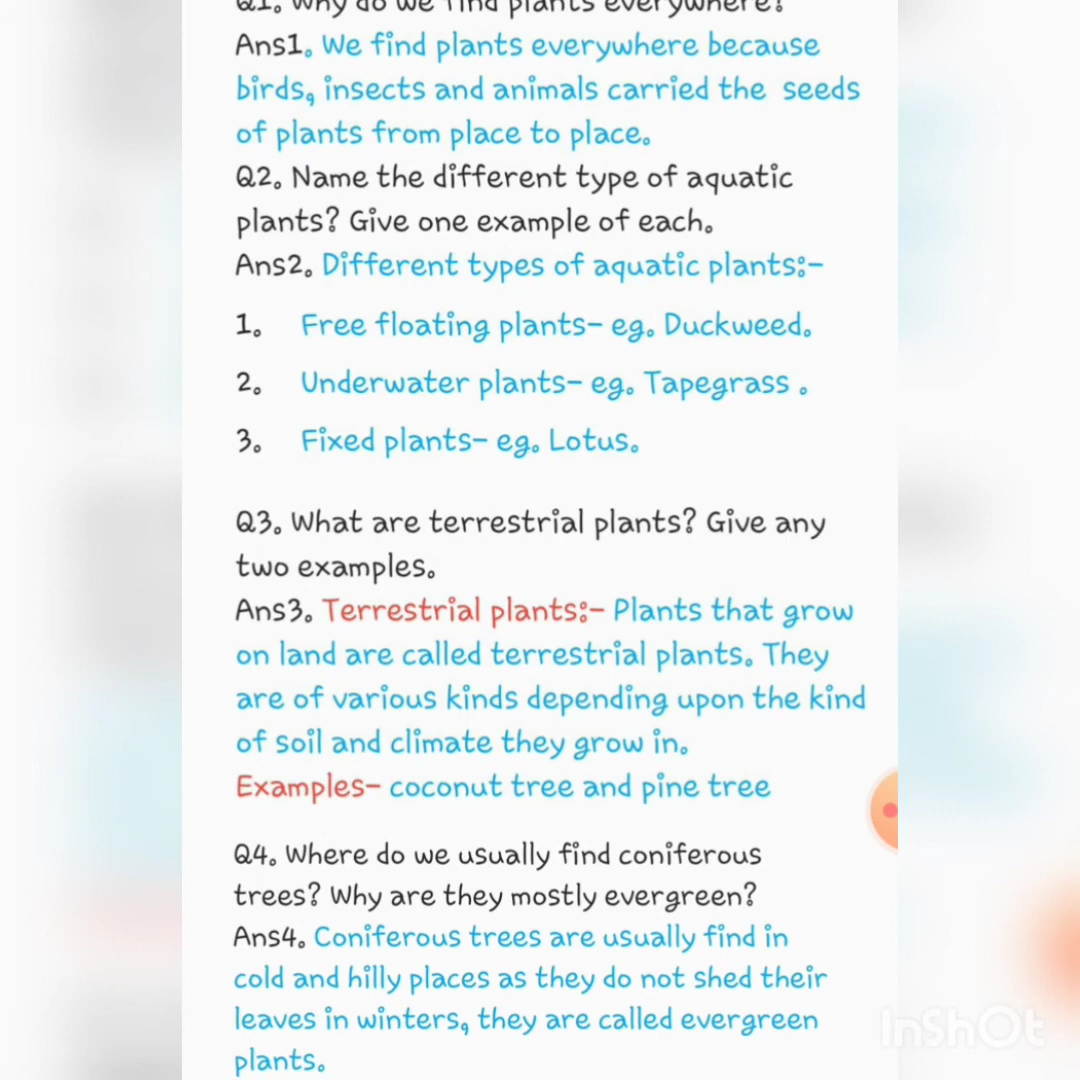 Q1. Why do we find plants everywhere?
Ans1. We find plants everywhere because
birds, insects and animals carried the seeds
of plants from place to place.
Q2. Name the different type of aquatic
plants? Give one example of each.
Ans2. Different types of aquatic plants:-
1. Free floating plants- eg. Duckweed.
2. Underwater plants- eg. Tapegrass .
3. Fixed plants- eg. Lotus.
Q3. What are terrestrial plants? Give any
two examples.
Ans3. Terrestrial plants:- Plants that grow
on land are called terrestrial plants. They
are of various kinds depending upon the kind
of soil and climate they grow in.
Examples- coconut tree and pine tree
Q4. Where do we usually find coniferous
trees? Why are they mostly evergreen?
Ans4. Coniferous trees are usually find in
cold and hilly places as they do not shed their
leaves in winters, they are called evergreen
plants.
InShOt